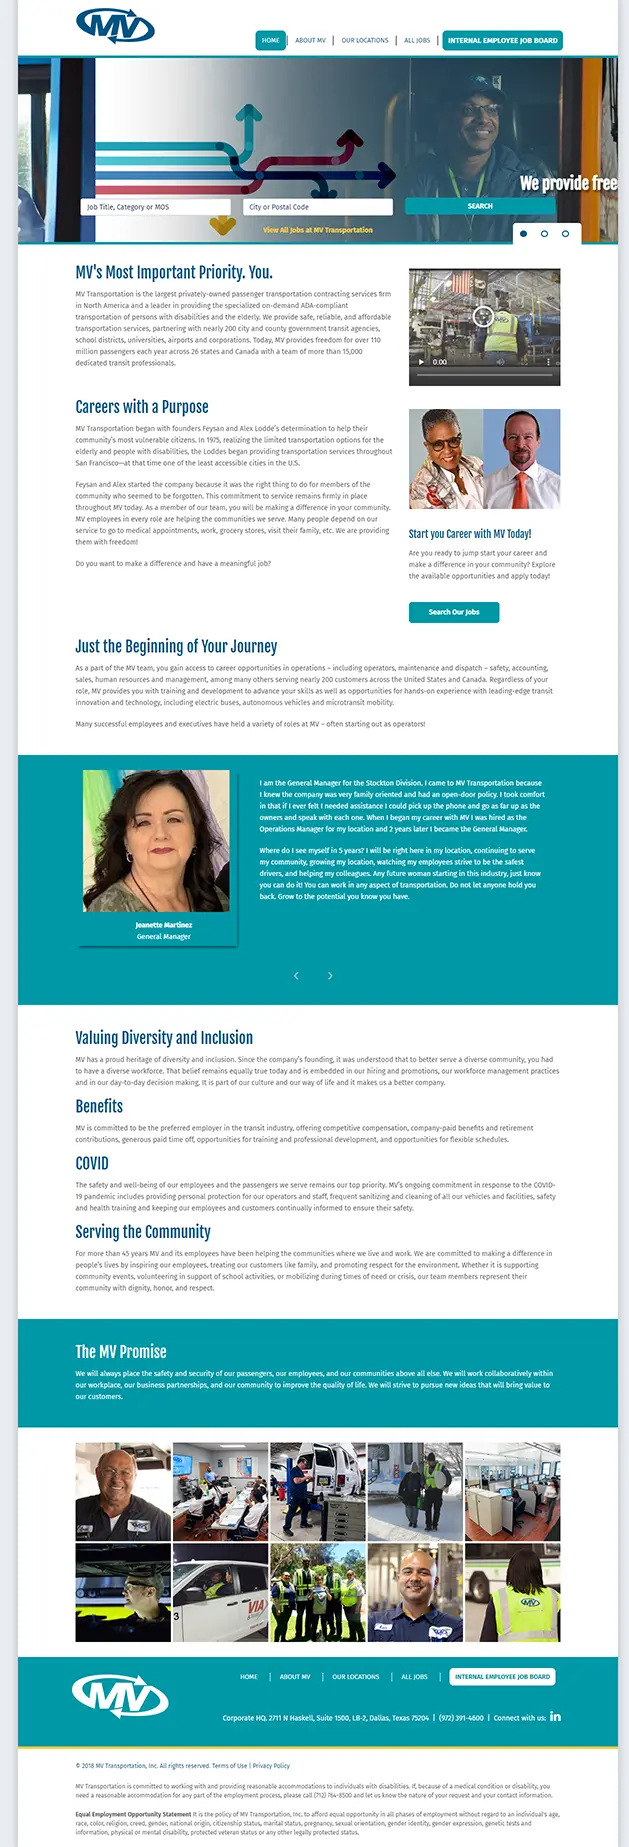 MV
HOME | ABOUT MV | OUR LOCATIONS | ALL JOBS | INTERNAL EMPLOYEE JOB BOARD
We provide free
Job Title, Category or MOS
City or Postal Code
SEARCH
View All Jobs at MV Transportation
MV's Most Important Priority. You.
MV Transportation is the largest privately-owned passenger transportation contracting services firm
in North America and a leader in providing the specialized on-demand ADA-compliant
transportation of persons with disabilities and the elderly. We provide safe, reliable, and affordable
transportation services, partnering with nearly 200 city and county government transit agencies,
school districts, universities, airports and corporations. Today, MV provides freedom for over 110
million passengers each year across 26 states and Canada with a team of more than 15,000
dedicated transit professionals.
0:00
Careers with a Purpose
MV Transportation began with founders Feysan and Alex Lodde's determination to help their
community's most vulnerable citizens. In 1975, realizing the limited transportation options for the
elderly and people with disabilities, the Loddes began providing transportation services throughout
San Francisco—at that time one of the least accessible cities in the U.S.
Feysan and Alex started the company because it was the right thing to do for members of the
community who seemed to be forgotten. This commitment to service remains firmly in place
throughout MV today. As a member of our team, you will be making a difference in your community.
MV employees in every role are helping the communities we serve. Many people depend on our
service to go to medical appointments, work, grocery stores, visit their family, etc. We are providing
them with freedom!
Do you want to make a difference and have a meaningful job?
Start you Career with MV Today!
Are you ready to jump start your career and
make a difference in your community? Explore
the available opportunities and apply today!
Search Our Jobs
Just the Beginning of Your Journey
As a part of the MV team, you gain access to career opportunities in operations – including operators, maintenance and dispatch – safety, accounting,
sales, human resources and management, among many others serving nearly 200 customers across the United States and Canada. Regardless of your
role, MV provides you with training and development to advance your skills as well as opportunities for hands-on experience with leading-edge transit
innovation and technology, including electric buses, autonomous vehicles and microtransit mobility.
Many successful employees and executives have held a variety of roles at MV – often starting out as operators!
I am the General Manager for the Stockton Division. I came to MV Transportation because
I knew the company was very family oriented and had an open-door policy. I took comfort
in that if I ever felt I needed assistance I could pick up the phone and go as far up as the
owners and speak with each one. When I began my career with MV I was hired as the
Operations Manager for my location and 2 years later I became the General Manager.
Where do I see myself in 5 years? I will be right here in my location, continuing to serve
my community, growing my location, watching my employees strive to be the safest
drivers, and helping my colleagues. Any future woman starting in this industry, just know
you can do it! You can work in any aspect of transportation. Do not let anyone hold you
back. Grow to the potential you know you have.
Jeanette Martinez
General Manager
Valuing Diversity and Inclusion
MV has a proud heritage of diversity and inclusion. Since the company's founding, it was understood that to better serve a diverse community, you had
to have a diverse workforce. That belief remains equally true today and is embedded in our hiring and promotions, our workforce management practices
and in our day-to-day decision making. It is part of our culture and our way of life and it makes us a better company.
Benefits
MV is committed to be the preferred employer in the transit industry, offering competitive compensation, company-paid benefits and retirement
contributions, generous paid time off, opportunities for training and professional development, and opportunities for flexible schedules.
COVID
The safety and well-being of our employees and the passengers we serve remains our top priority. MV's ongoing commitment in response to the COVID-
19 pandemic includes providing personal protection for our operators and staff, frequent sanitizing and cleaning of all our vehicles and facilities, safety
and health training and keeping our employees and customers continually informed to ensure their safety.
Serving the Community
For more than 45 years MV and its employees have been helping the communities where we live and work. We are committed to making a difference in
people's lives by inspiring our employees, treating our customers like family, and promoting respect for the environment. Whether it is supporting
community events, volunteering in support of school activities, or mobilizing during times of need or crisis, our team members represent their
community with dignity, honor, and respect.
The MV Promise
We will always place the safety and security of our passengers, our employees, and our communities above all else. We will work collaboratively within
our workplace, our business partnerships, and our community to improve the quality of life. We will strive to pursue new ideas that will bring value to
our customers.
VIA
3
MV
HOME | ABOUT MV | OUR LOCATIONS | ALL JOBS | INTERNAL EMPLOYEE JOB BOARD
Corporate HQ. 2711 N Haskell, Suite 1500, LB-2, Dallas, Texas 75204 | (972) 391-4600 | Connect with us: in
© 2018 MV Transportation, Inc. All rights reserved. Terms of Use | Privacy Policy
MV Transportation is committed to working with and providing reasonable accommodations to individuals with disabilities. If, because of a medical condition or disability, you
need a reasonable accommodation for any part of the employment process, please call (712) 764-8500 and let us know the nature of your request and your contact information.
Equal Employment Opportunity Statement It is the policy of MV Transportation, Inc. to afford equal opportunity in all phases of employment without regard to an individual's age,
race, color, religion, creed, gender, national origin, citizenship status, marital status, pregnancy, sexual orientation, gender identity, gender expression, genetic tests and
information, physical or mental disability, protected veteran status or any other legally protected status.